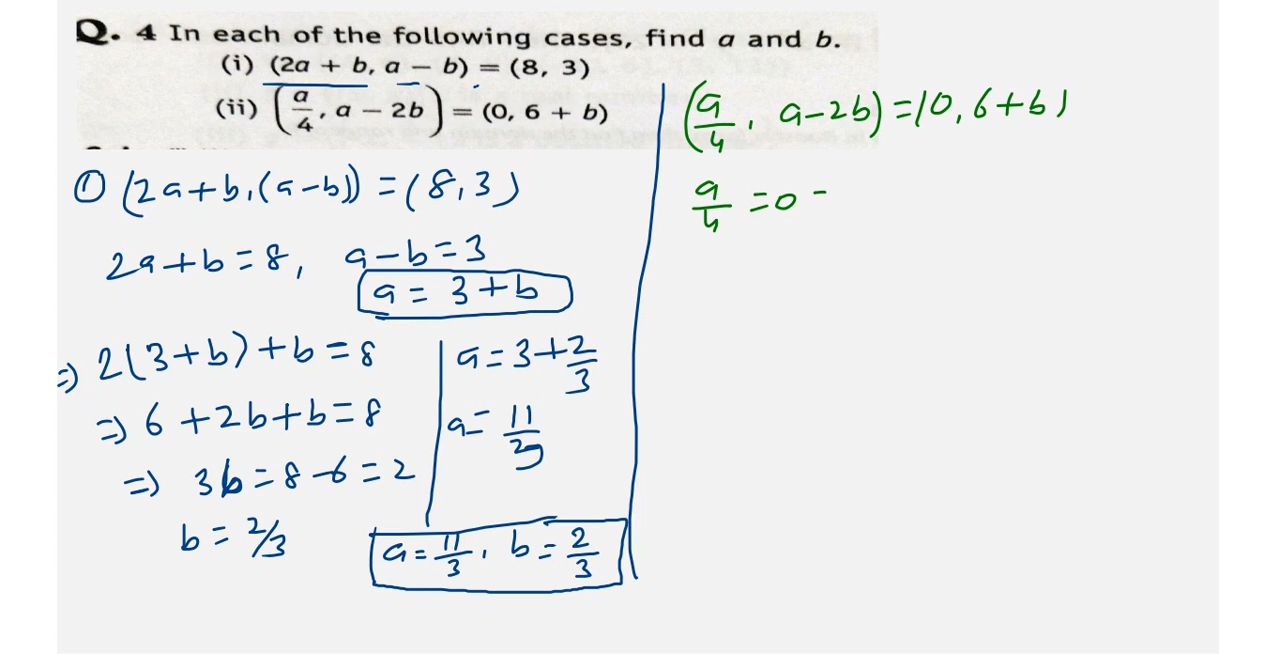 Q. 4 In each of the following cases, find a and b.
(i) (2a + b, a – b) = (8, 3)
(ii) (a/4, a – 2b) = (0, 6 + b)
① (2a+b, (a-b)) = (8,3)
2a+b=8, a-b=3
a = 3+b
⇒ 2(3+b)+b=8
⇒ 6+2b+b=8
⇒ 3b=8-6=2
b = 2/3
a=3+2/3
a= 11/3
a=11/3, b=2/3
(a/4, a-2b)=(0,6+b)
a/4 =0 -